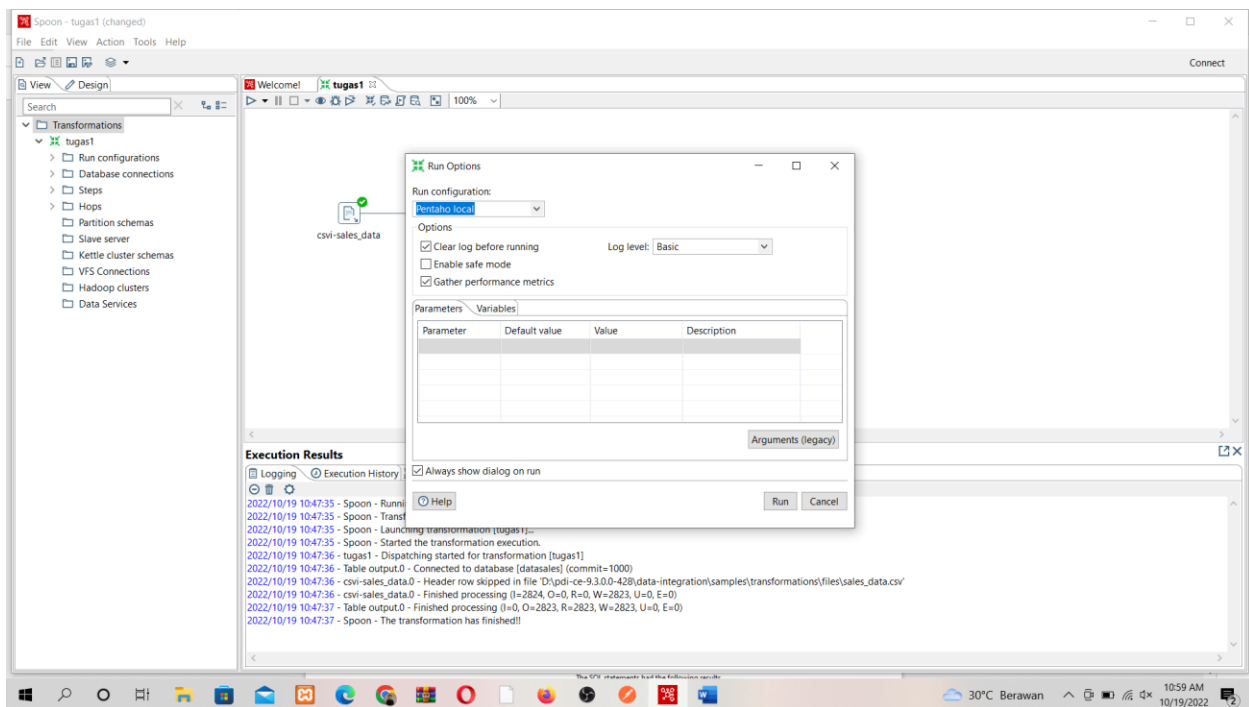 Spoon - tugas1 (changed)
File Edit View Action Tools Help
Connect
View Design
Search
Transformations
tugas1
Run configurations
Database connections
Steps
Hops
Partition schemas
Slave server
Kettle cluster schemas
VFS Connections
Hadoop clusters
Data Services
Welcome! tugas1
100%
csvi-sales_data
Run Options
Run configuration:
Pentaho local
Options
Clear log before running Log level: Basic
Enable safe mode
Gather performance metrics
Parameters Variables
Parameter Default value Value Description
Arguments (legacy)
Always show dialog on run
Help Run Cancel
Execution Results
Logging Execution History
2022/10/19 10:47:35 - Spoon - Runni
2022/10/19 10:47:35 - Spoon - Transf
2022/10/19 10:47:35 - Spoon - Launching transformation [tugas1]...
2022/10/19 10:47:35 - Spoon - Started the transformation execution.
2022/10/19 10:47:36 - tugas1 - Dispatching started for transformation [tugas1]
2022/10/19 10:47:36 - Table output.0 - Connected to database [datasales] (commit=1000)
2022/10/19 10:47:36 - csvi-sales_data.0 - Header row skipped in file 'D:\pdi-ce-9.3.0.0-428\data-integration\samples\transformations\files\sales_data.csv'
2022/10/19 10:47:36 - csvi-sales_data.0 - Finished processing (I=2824, O=0, R=0, W=2823, U=0, E=0)
2022/10/19 10:47:37 - Table output.0 - Finished processing (I=0, O=2823, R=2823, W=2823, U=0, E=0)
2022/10/19 10:47:37 - Spoon - The transformation has finished!!
The SQL statements had the following results
30°C Berawan
10:59 AM
10/19/2022
2